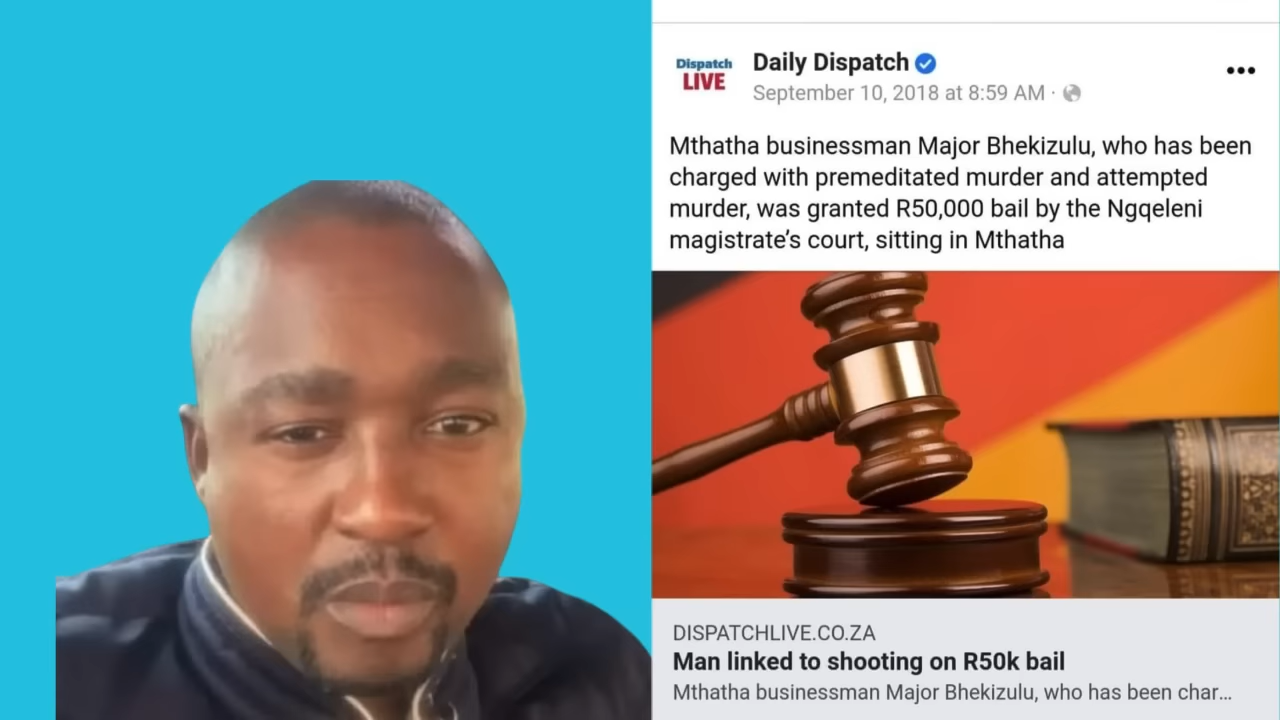 Dispatch
LIVE
Daily Dispatch
September 10, 2018 at 8:59 AM ·
Mthatha businessman Major Bhekizulu, who has been
charged with premeditated murder and attempted
murder, was granted R50,000 bail by the Ngqeleni
magistrate’s court, sitting in Mthatha
DISPATCHLIVE.CO.ZA
Man linked to shooting on R50k bail
Mthatha businessman Major Bhekizulu, who has been char...